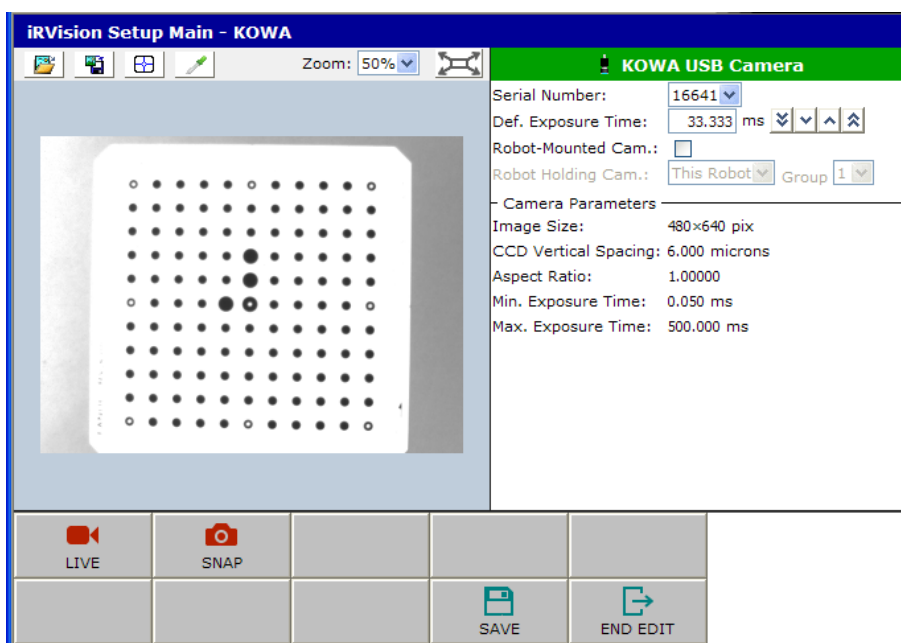 iRVision Setup Main - KOWA
Zoom: 50%
KOWA USB Camera
Serial Number: 16641
Def. Exposure Time: 33.333 ms
Robot-Mounted Cam.:
Robot Holding Cam.: This Robot Group 1
Camera Parameters
Image Size: 480×640 pix
CCD Vertical Spacing: 6.000 microns
Aspect Ratio: 1.00000
Min. Exposure Time: 0.050 ms
Max. Exposure Time: 500.000 ms
LIVE SNAP
SAVE END EDIT